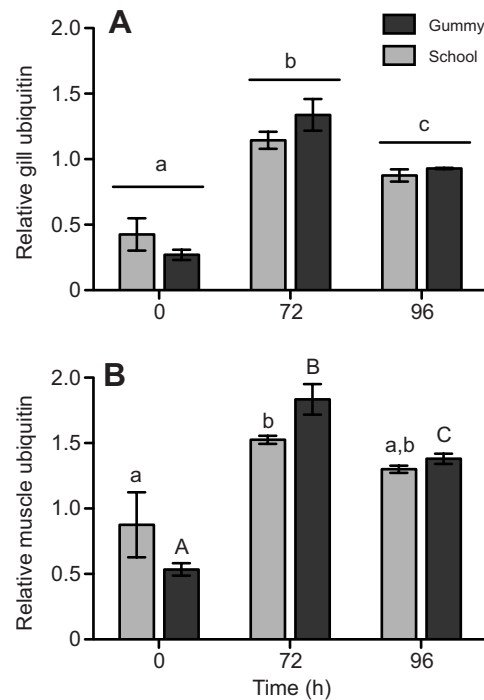 A
Gummy
School
Relative gill ubiquitin
2.0
1.5
1.0
0.5
0
a
b
c
0
72
96
B
Relative muscle ubiquitin
2.0
1.5
1.0
0.5
0
a
A
b
B
a,b
C
0
72
96
Time (h)